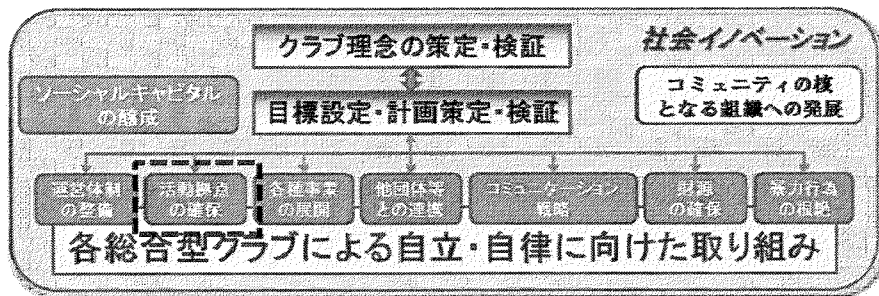 社会イノベーション
クラブ理念の策定・検証
コミュニティの核
となる組織への発展
ソーシャルキャピタル
の醸成
目標設定・計画策定・検証
運営体制
の整備
活動拠点
の確保
各種事業
の展開
他団体等
との連携
コミュニケーション
戦略
財源
の確保
暴力行為
の根絶
各総合型クラブによる自立・自律に向けた取り組み